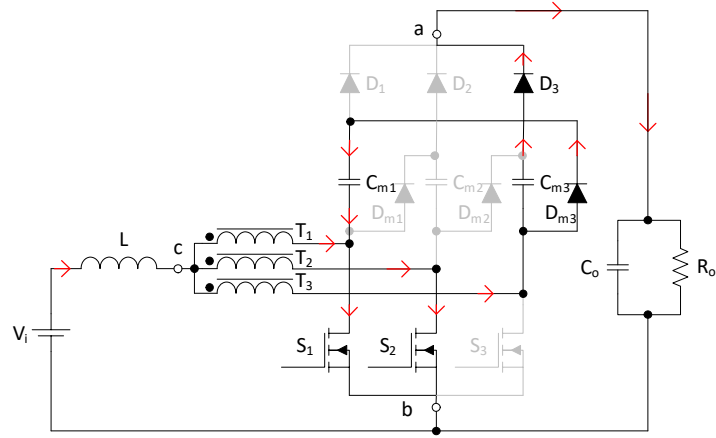 a
D₁ D₂ D₃
Cₘ₁ Cₘ₂ Cₘ₃
Dₘ₁ Dₘ₂ Dₘ₃
L c T₁
T₂
T₃
Cₒ Rₒ
Vᵢ
S₁ S₂ S₃
b